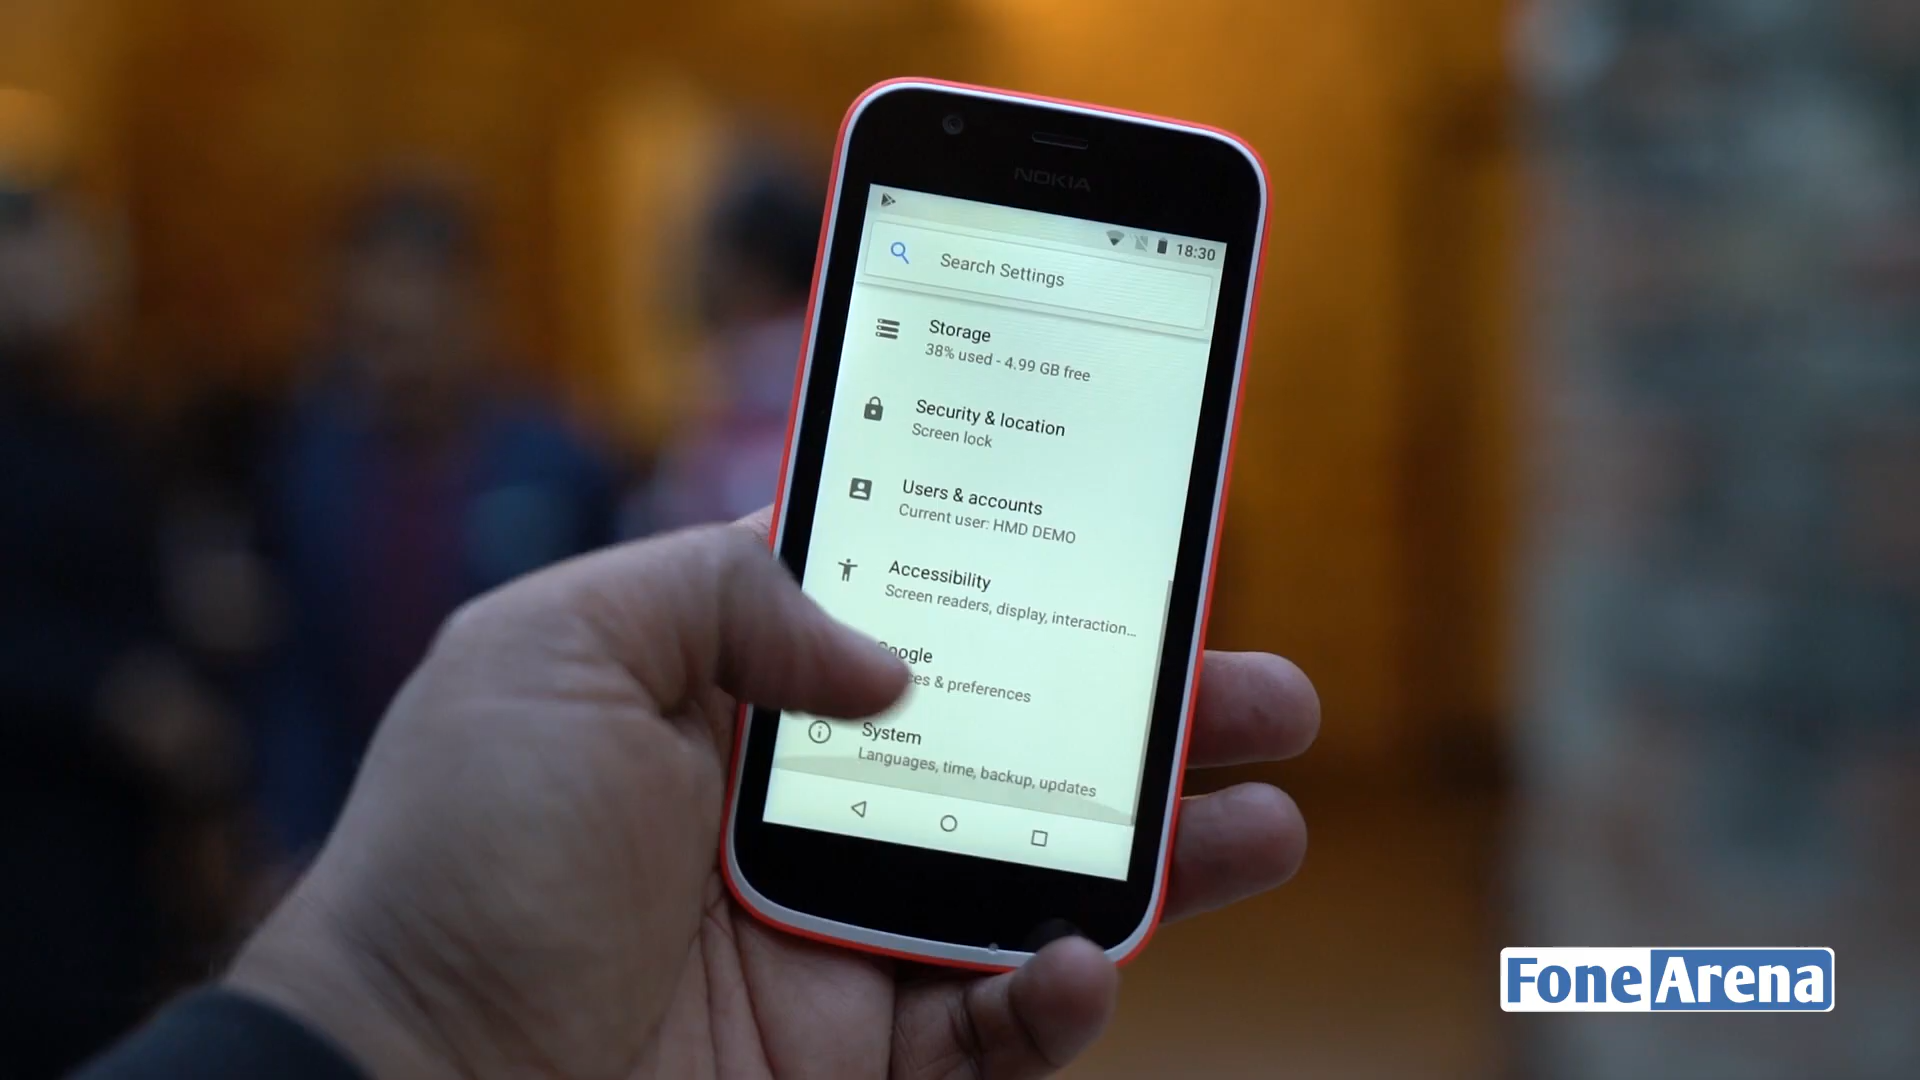 NOKIA
18:30
Search Settings
Storage
38% used - 4.99 GB free
Security & location
Screen lock
Users & accounts
Current user: HMD DEMO
Accessibility
Screen readers, display, interaction...
oogle
ces & preferences
System
Languages, time, backup, updates
FoneArena